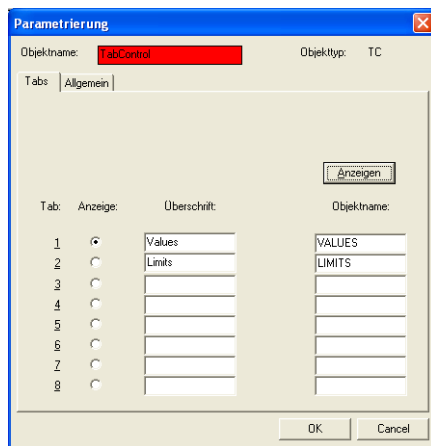 Parametrierung
Objektname: TabControl Objekttyp: TC
Tabs Allgemein
Anzeigen
Tab: Anzeige: Überschrift: Objektname:
1 Values VALUES
2 Limits LIMITS
3
4
5
6
7
8
OK Cancel